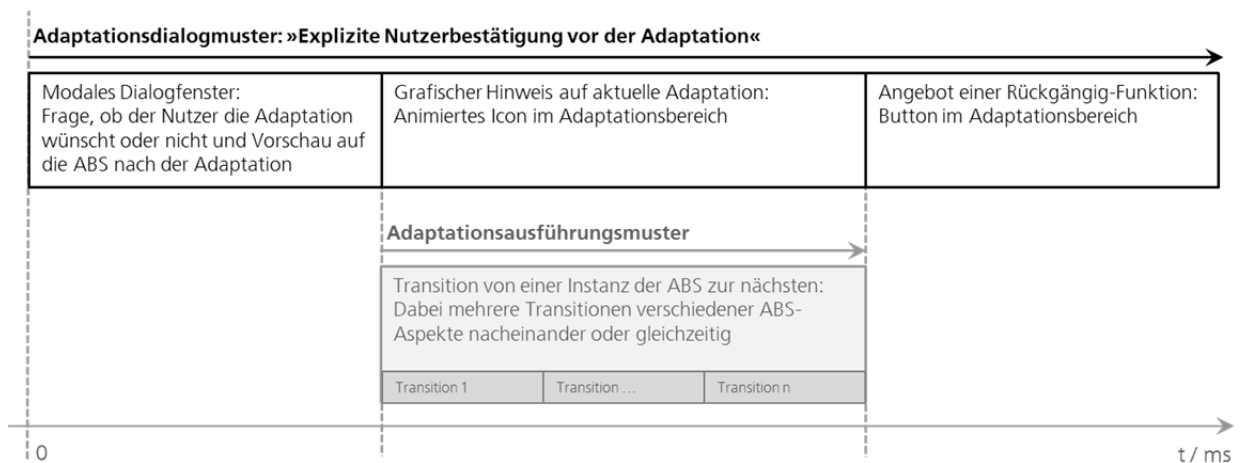 Adaptationsdialogmuster: »Explizite Nutzerbestätigung vor der Adaptation«
Modales Dialogfenster:
Frage, ob der Nutzer die Adaptation
wünscht oder nicht und Vorschau auf
die ABS nach der Adaptation
Grafischer Hinweis auf aktuelle Adaptation:
Animiertes Icon im Adaptationsbereich
Angebot einer Rückgängig-Funktion:
Button im Adaptationsbereich
Adaptationsausführungsmuster
Transition von einer Instanz der ABS zur nächsten:
Dabei mehrere Transitionen verschiedener ABS-
Aspekte nacheinander oder gleichzeitig
Transition 1
Transition ...
Transition n
0
t / ms